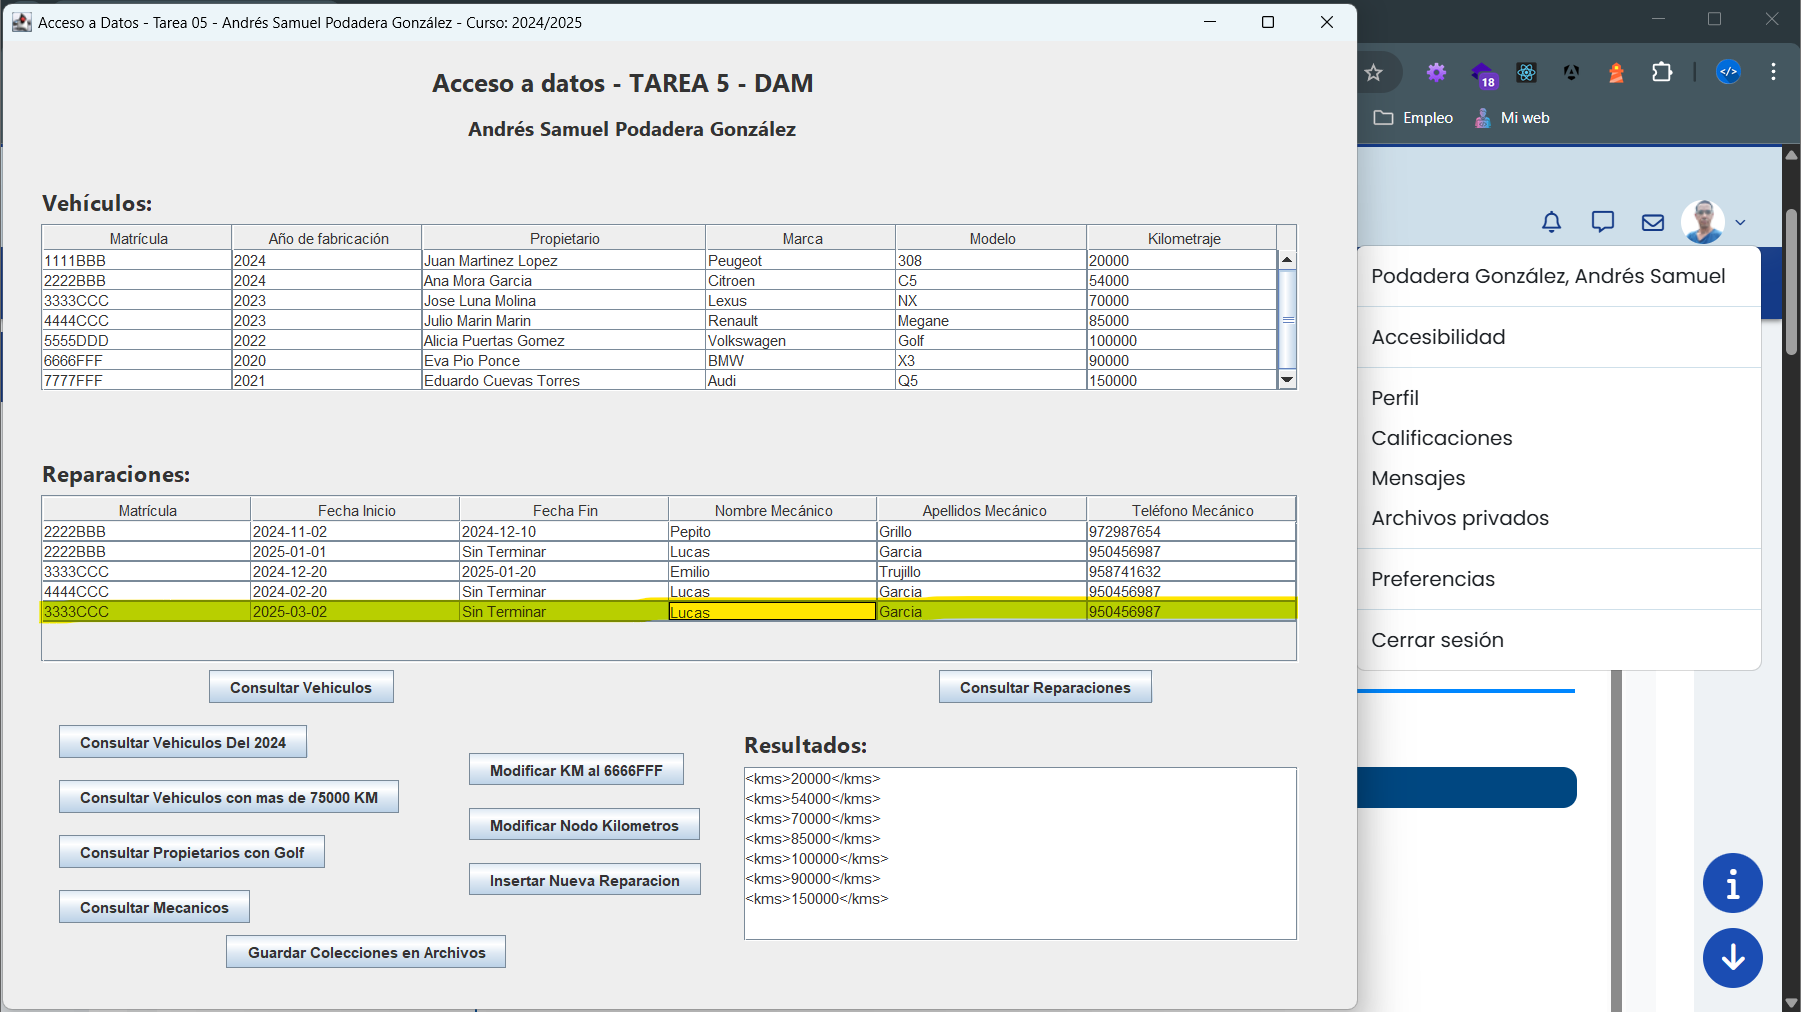 Acceso a Datos - Tarea 05 - Andrés Samuel Podadera González - Curso: 2024/2025
Acceso a datos - TAREA 5 - DAM
Andrés Samuel Podadera González
Vehículos:
Matrícula Año de fabricación Propietario Marca Modelo Kilometraje
1111BBB 2024 Juan Martinez Lopez Peugeot 308 20000
2222BBB 2024 Ana Mora Garcia Citroen C5 54000
3333CCC 2023 Jose Luna Molina Lexus NX 70000
4444CCC 2023 Julio Marin Marin Renault Megane 85000
5555DDD 2022 Alicia Puertas Gomez Volkswagen Golf 100000
6666FFF 2020 Eva Pio Ponce BMW X3 90000
7777FFF 2021 Eduardo Cuevas Torres Audi Q5 150000
Reparaciones:
Matrícula Fecha Inicio Fecha Fin Nombre Mecánico Apellidos Mecánico Teléfono Mecánico
2222BBB 2024-11-02 2024-12-10 Pepito Grillo 972987654
2222BBB 2025-01-01 Sin Terminar Lucas Garcia 950456987
3333CCC 2024-12-20 2025-01-20 Emilio Trujillo 958741632
4444CCC 2024-02-20 Sin Terminar Lucas Garcia 950456987
3333CCC 2025-03-02 Sin Terminar Lucas Garcia 950456987
Consultar Vehiculos
Consultar Reparaciones
Consultar Vehiculos Del 2024
Consultar Vehiculos con mas de 75000 KM
Consultar Propietarios con Golf
Consultar Mecanicos
Guardar Colecciones en Archivos
Modificar KM al 6666FFF
Modificar Nodo Kilometros
Insertar Nueva Reparacion
Resultados:
<kms>20000</kms>
<kms>54000</kms>
<kms>70000</kms>
<kms>85000</kms>
<kms>100000</kms>
<kms>90000</kms>
<kms>150000</kms>
18
</>
Empleo
Mi web
Podadera González, Andrés Samuel
Accesibilidad
Perfil
Calificaciones
Mensajes
Archivos privados
Preferencias
Cerrar sesión